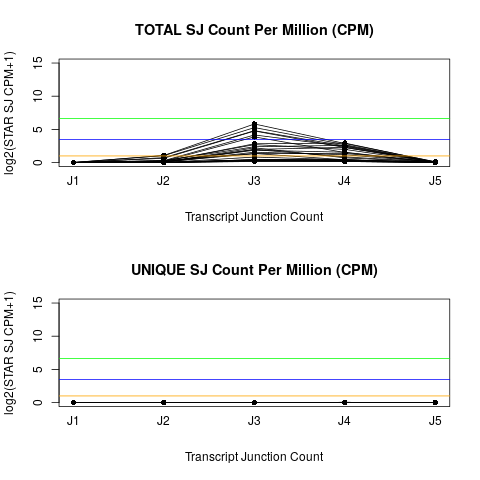 TOTAL SJ Count Per Million (CPM)
log2(STAR SJ CPM+1)
15
10
5
0
J1 J2 J3 J4 J5
Transcript Junction Count
UNIQUE SJ Count Per Million (CPM)
log2(STAR SJ CPM+1)
15
10
5
0
J1 J2 J3 J4 J5
Transcript Junction Count